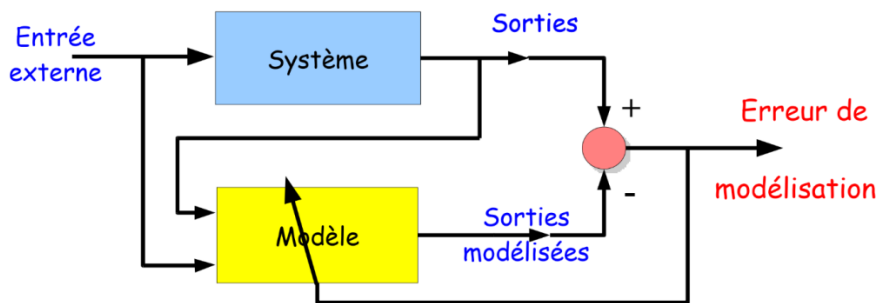 Entrée
externe
Système
Sorties
+
Erreur de
modélisation
-
Modèle
Sorties
modélisées